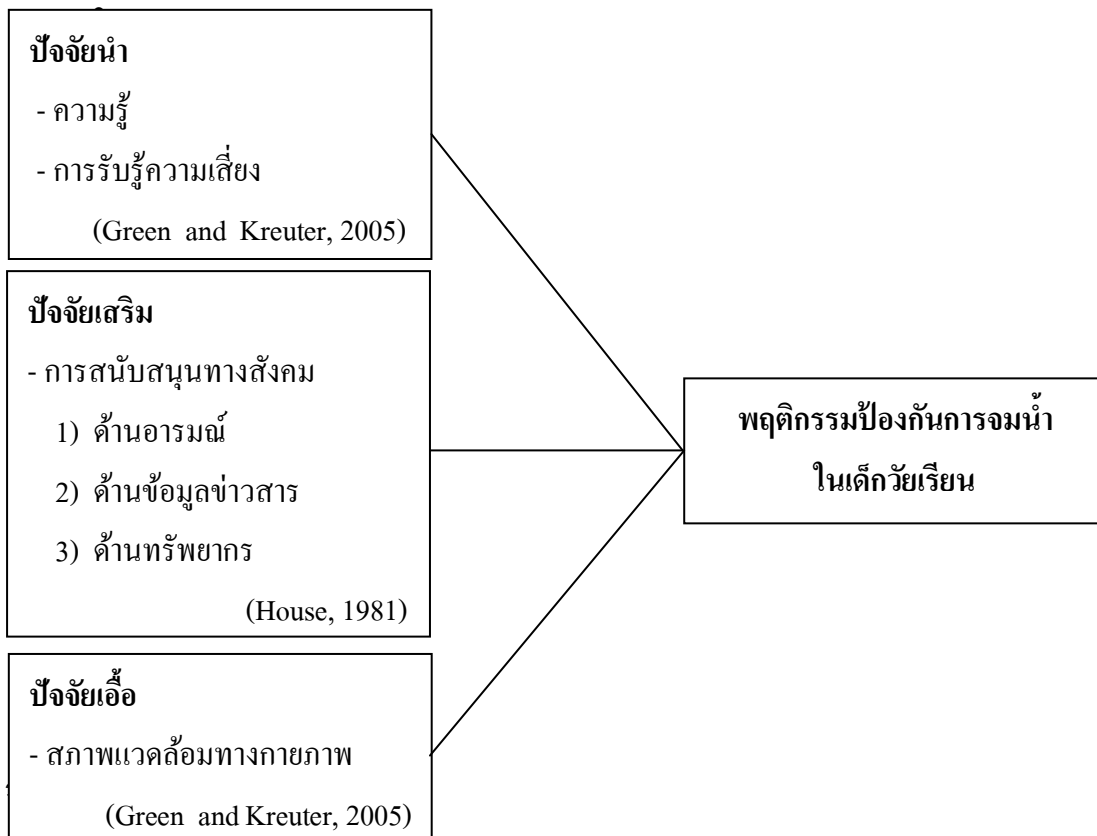 ปัจจัยนำ
- ความรู้
- การรับรู้ความเสี่ยง
(Green and Kreuter, 2005)
ปัจจัยเสริม
- การสนับสนุนทางสังคม
1) ด้านอารมณ์
2) ด้านข้อมูลข่าวสาร
3) ด้านทรัพยากร
(House, 1981)
ปัจจัยเอื้อ
- สภาพแวดล้อมทางกายภาพ
(Green and Kreuter, 2005)
พฤติกรรมป้องกันการจมน้ำ
ในเด็กวัยเรียน